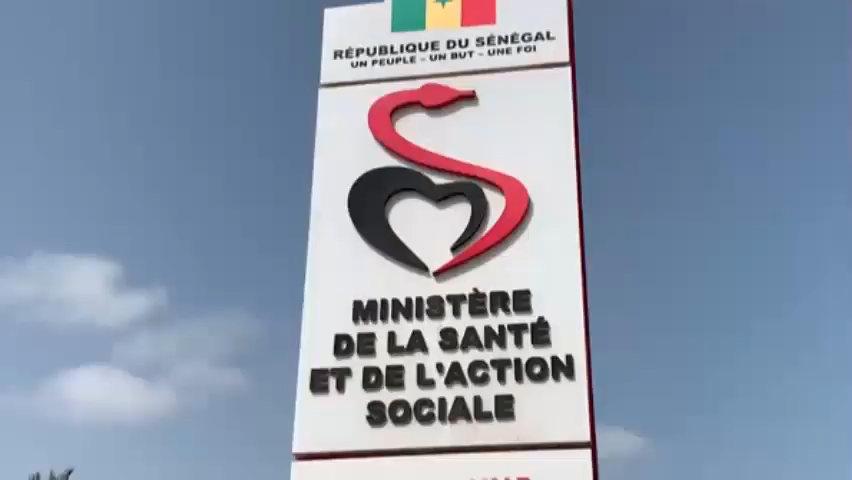 RÉPUBLIQUE DU SÉNÉGAL
UN PEUPLE – UN BUT – UNE FOI
MINISTÈRE
DE LA SANTÉ
ET DE L'ACTION
SOCIALE